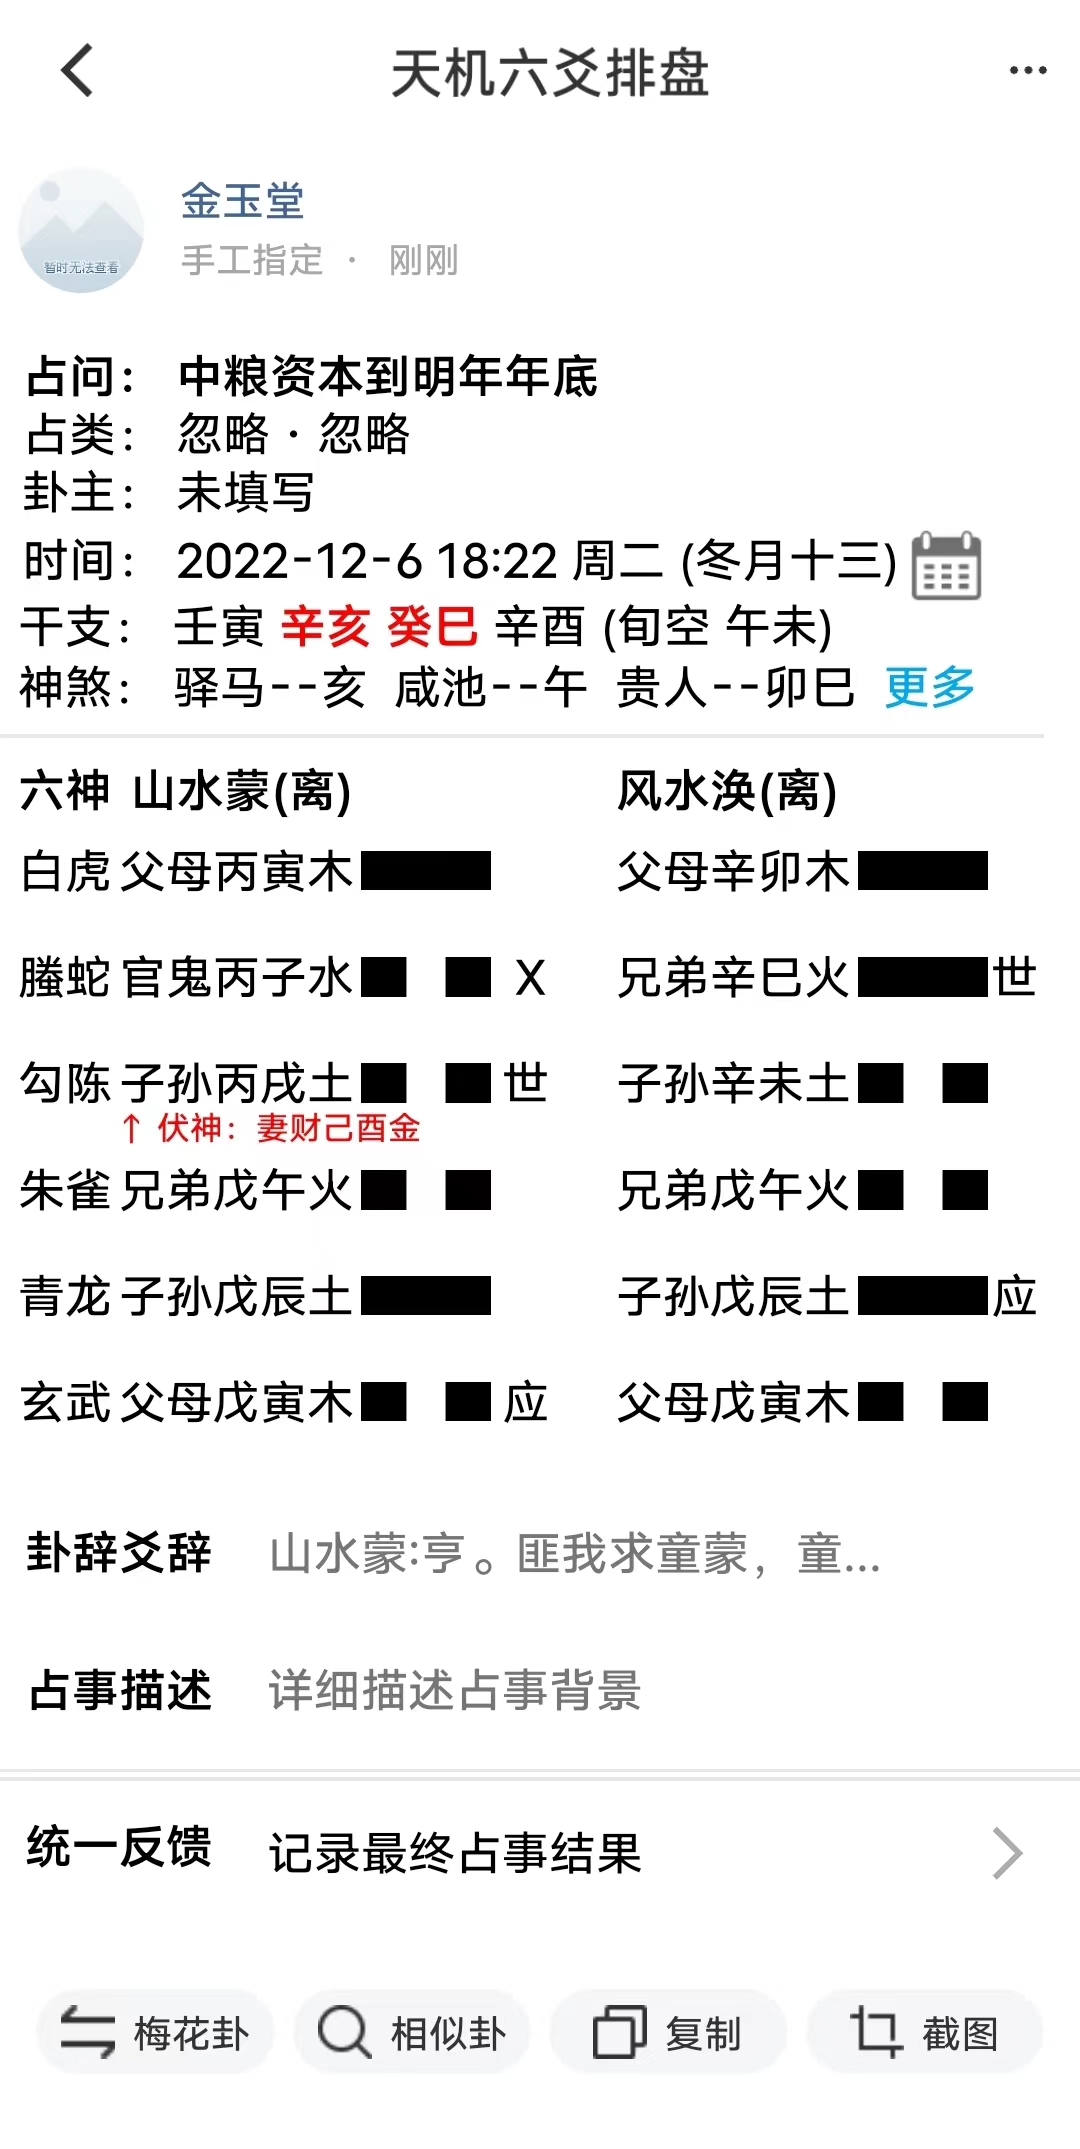 天机六爻排盘
暂时无法查看
金玉堂
手工指定 · 刚刚
占问： 中粮资本到明年年底
占类： 忽略 · 忽略
卦主： 未填写
时间： 2022-12-6 18:22 周二 (冬月十三)
干支： 壬寅 辛亥 癸巳 辛酉 (旬空 午未)
神煞： 驿马--亥 咸池--午 贵人--卯巳 更多
六神 山水蒙(离) 风水涣(离)
白虎 父母丙寅木 父母辛卯木
螣蛇 官鬼丙子水 X 兄弟辛巳火 世
勾陈 子孙丙戌土 世 子孙辛未土
↑ 伏神：妻财己酉金
朱雀 兄弟戊午火 兄弟戊午火
青龙 子孙戊辰土 子孙戊辰土 应
玄武 父母戊寅木 应 父母戊寅木
卦辞爻辞 山水蒙:亨。匪我求童蒙，童...
占事描述 详细描述占事背景
统一反馈 记录最终占事结果
梅花卦 相似卦 复制 截图